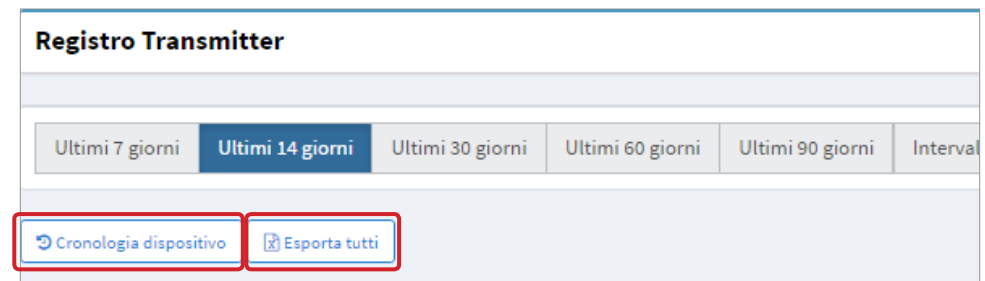 Registro Transmitter
Ultimi 7 giorni Ultimi 14 giorni Ultimi 30 giorni Ultimi 60 giorni Ultimi 90 giorni Interval
Cronologia dispositivo Esporta tutti